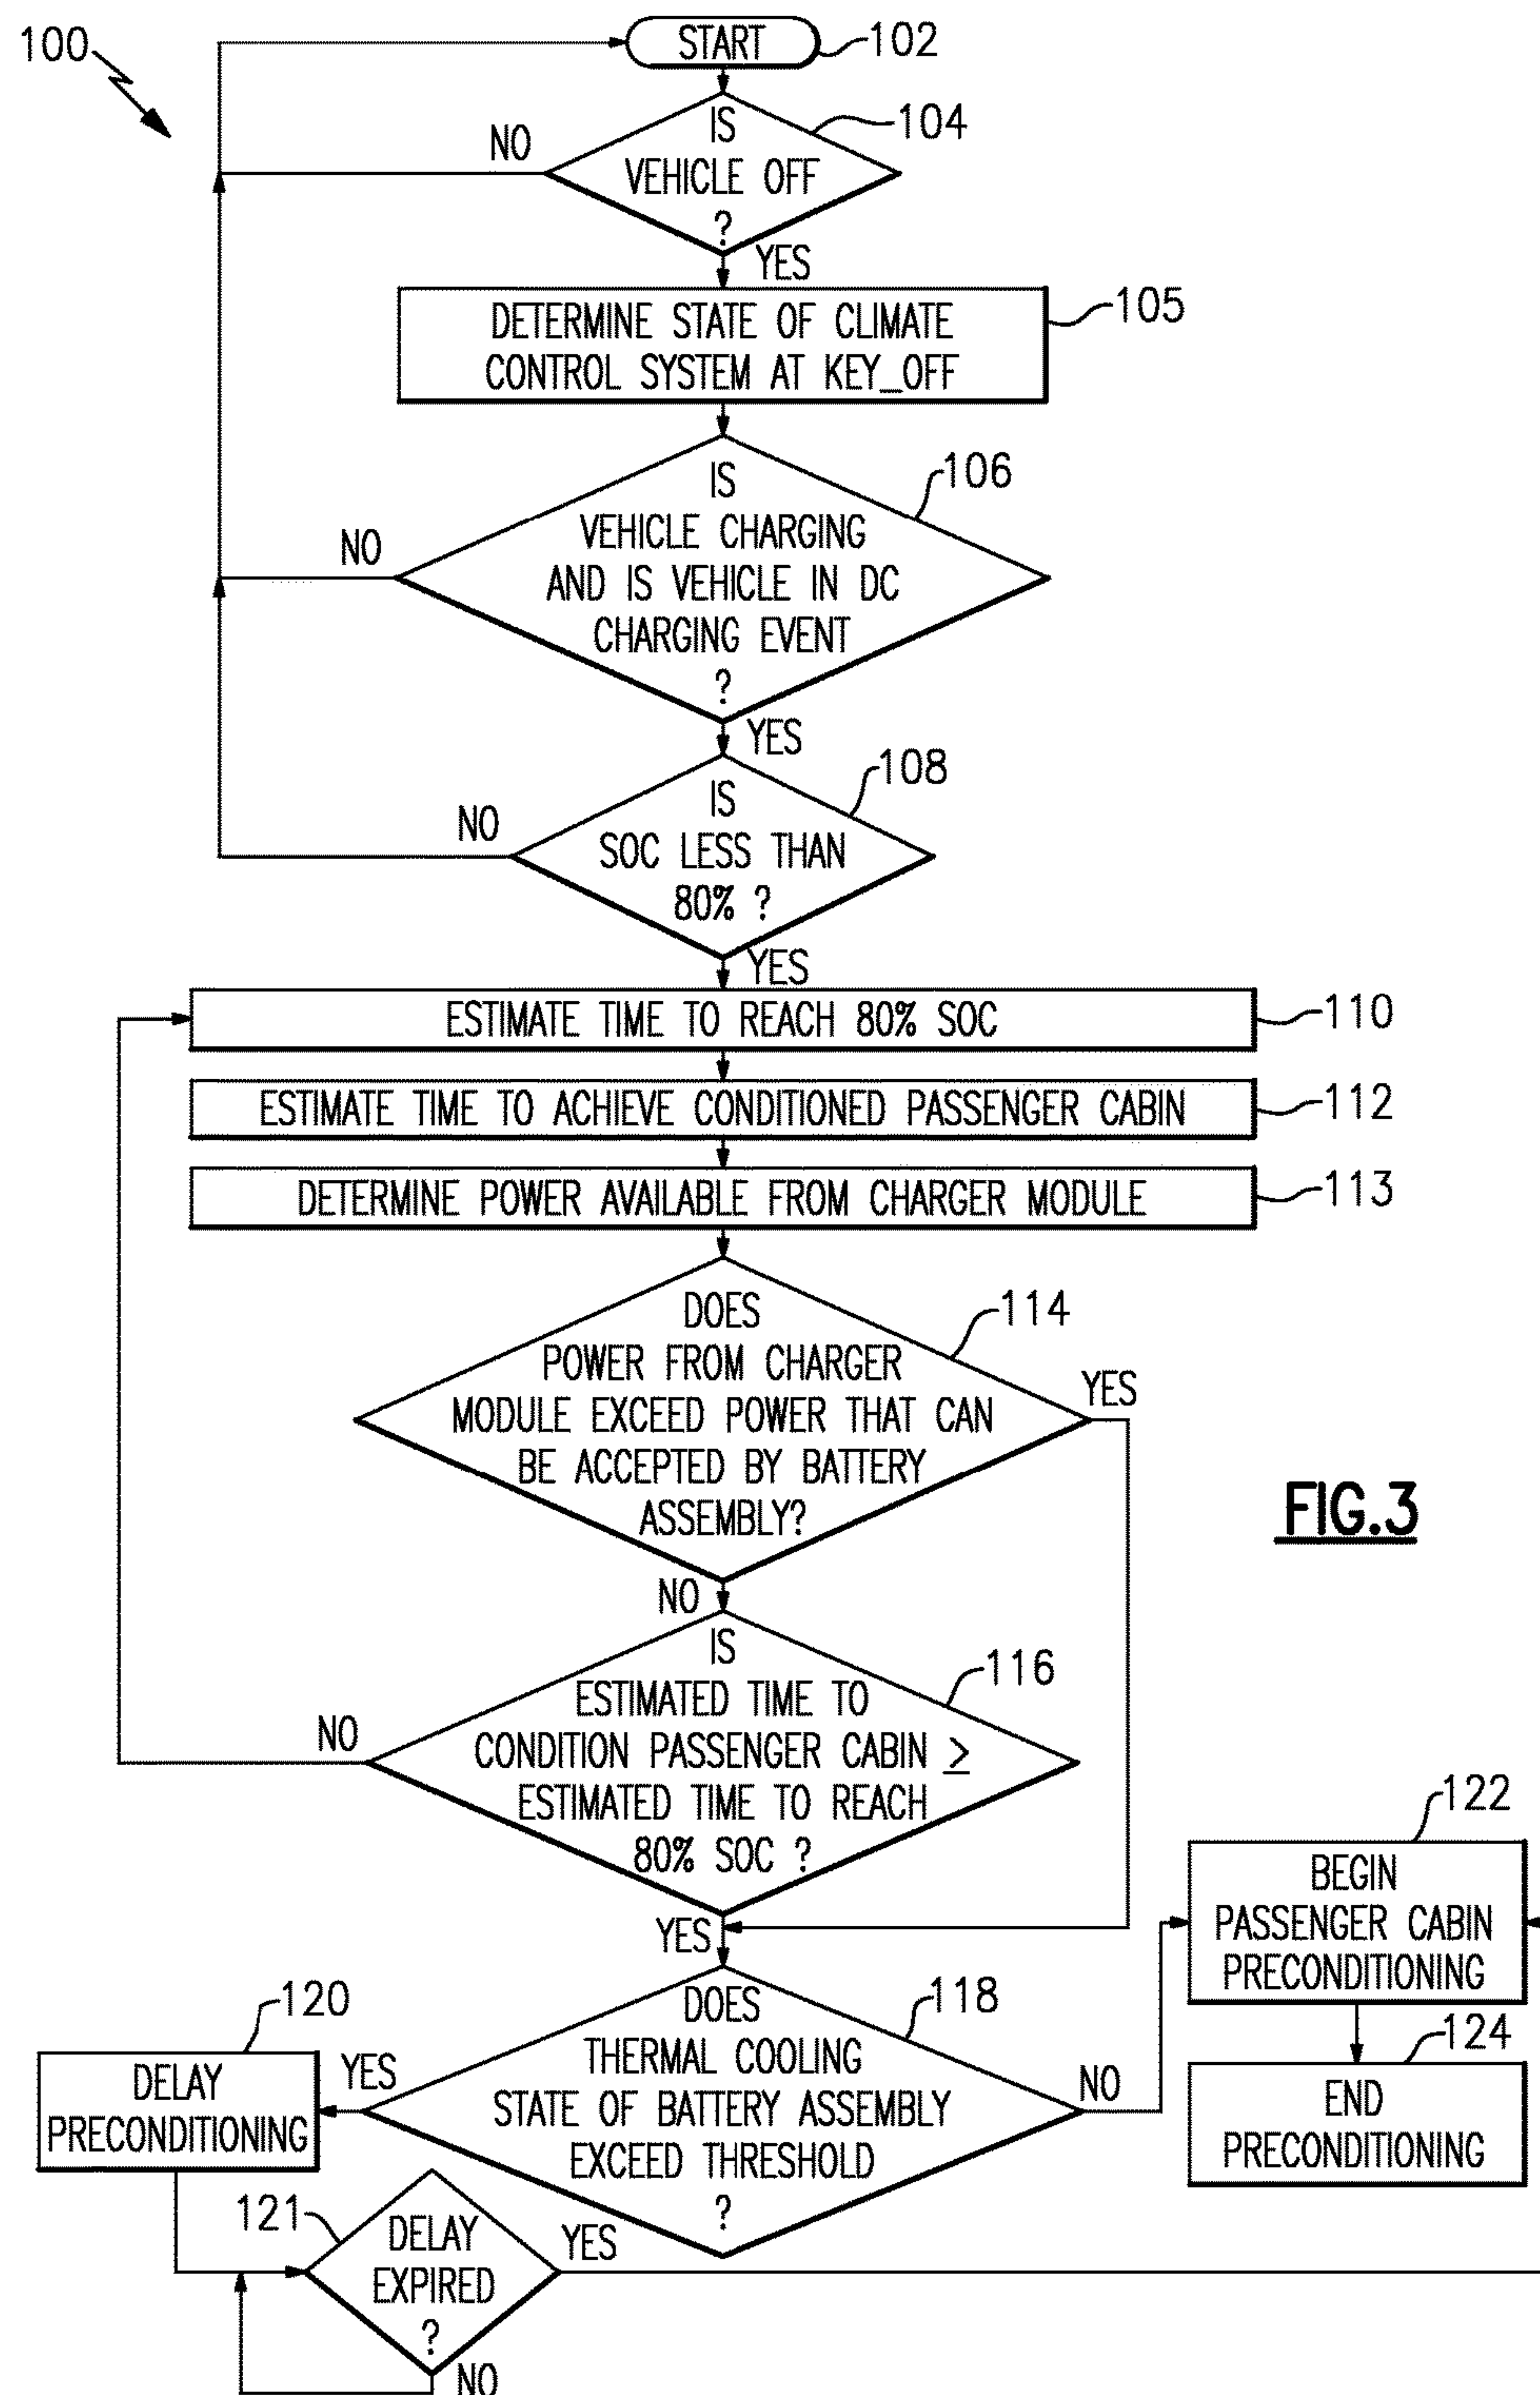 100
START
102
IS
VEHICLE OFF
?
104
NO
YES
DETERMINE STATE OF CLIMATE
CONTROL SYSTEM AT KEY_OFF
105
IS
VEHICLE CHARGING
AND IS VEHICLE IN DC
CHARGING EVENT
?
106
NO
YES
IS
SOC LESS THAN
80% ?
108
NO
YES
ESTIMATE TIME TO REACH 80% SOC
110
ESTIMATE TIME TO ACHIEVE CONDITIONED PASSENGER CABIN
112
DETERMINE POWER AVAILABLE FROM CHARGER MODULE
113
DOES
POWER FROM CHARGER
MODULE EXCEED POWER THAT CAN
BE ACCEPTED BY BATTERY
ASSEMBLY?
114
YES
NO
FIG.3
IS
ESTIMATED TIME TO
CONDITION PASSENGER CABIN ≥
ESTIMATED TIME TO REACH
80% SOC ?
116
NO
YES
DOES
THERMAL COOLING
STATE OF BATTERY ASSEMBLY
EXCEED THRESHOLD
?
118
YES
NO
DELAY
PRECONDITIONING
120
DELAY
EXPIRED
?
121
YES
NO
BEGIN
PASSENGER CABIN
PRECONDITIONING
122
END
PRECONDITIONING
124